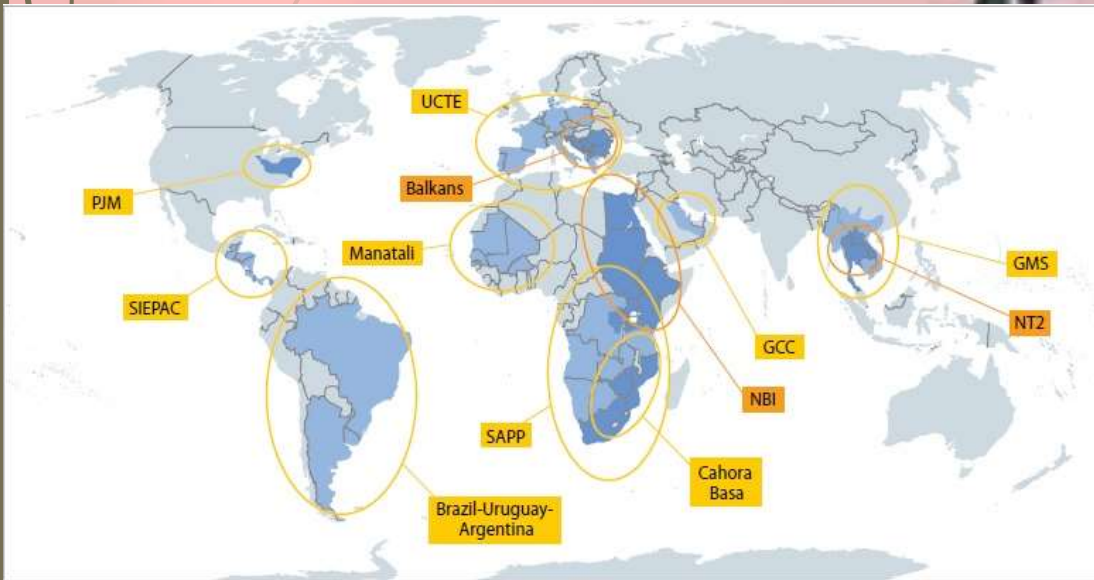 UCTE
Balkans
PJM
Manatali
SIEPAC
GMS
NT2
GCC
NBI
SAPP
Cahora
Basa
Brazil-Uruguay-
Argentina